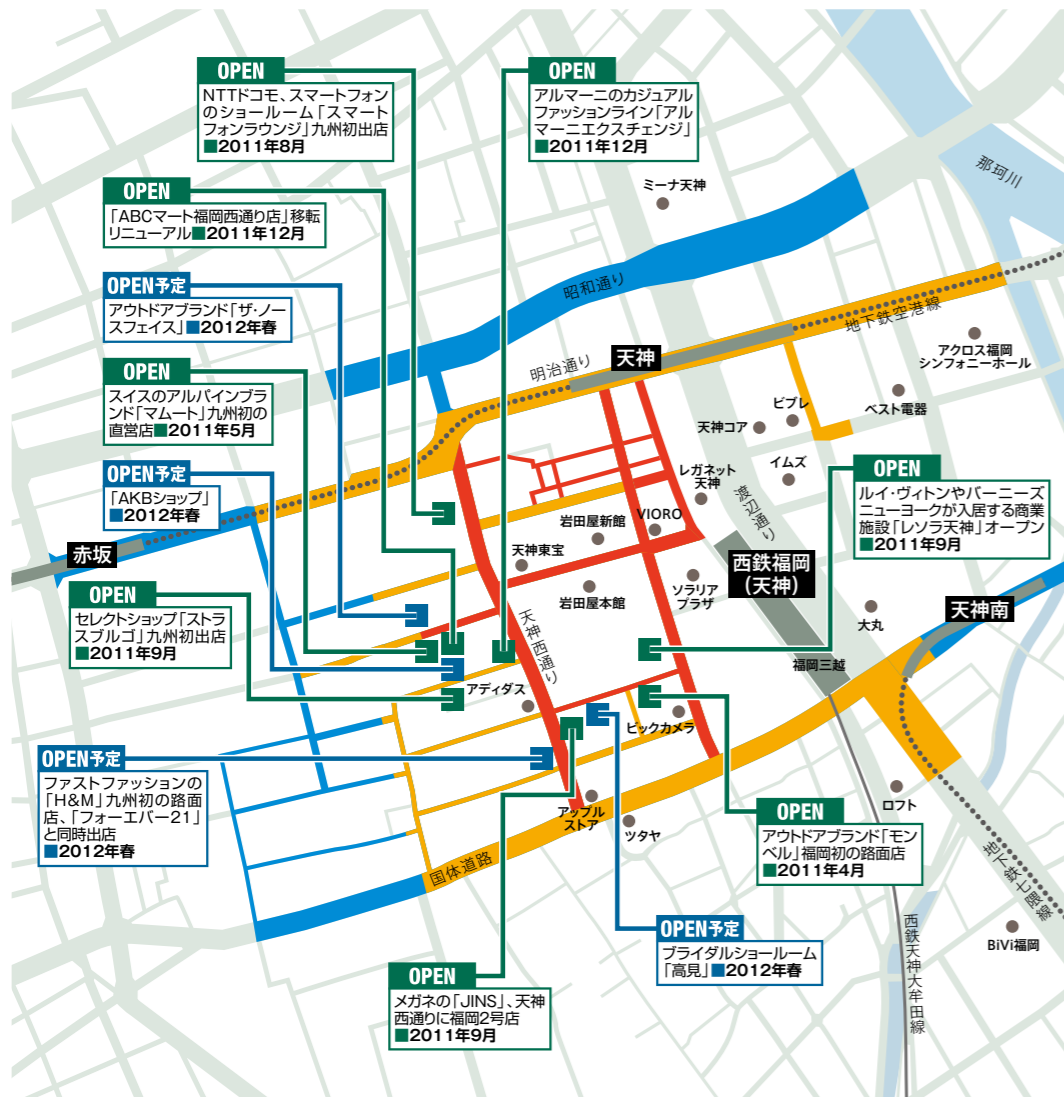 OPEN
NTTドコモ、スマートフォン
のショールーム「スマート
フォンラウンジ」九州初出店
■2011年8月
OPEN
アルマーニのカジュアル
ファッションライン「アル
マーニエクスチェンジ」
■2011年12月
OPEN
「ABCマート福岡西通り店」移転
リニューアル■2011年12月
OPEN予定
アウトドアブランド「ザ・ノー
スフェイス」■2012年春
OPEN
スイスのアルパインブラ
ンド「マムート」九州初の
直営店■2011年5月
OPEN予定
「AKBショップ」
■2012年春
OPEN
セレクトショップ「ストラ
スブルゴ」九州初出店
■2011年9月
OPEN予定
ファストファッションの
「H&M」九州初の路面
店、「フォーエバー21」
と同時出店
■2012年春
OPEN
メガネの「JINS」、天神
西通りに福岡2号店
■2011年9月
OPEN予定
ブライダルショールーム
「高見」■2012年春
OPEN
アウトドアブランド「モン
ベル」福岡初の路面店
■2011年4月
OPEN
ルイ・ヴィトンやバーニーズ
ニューヨークが入居する商業
施設「レソラ天神」オープン
■2011年9月
ミーナ天神
那珂川
昭和通り
明治通り
天神
地下鉄空港線
アクロス福岡
シンフォニーホール
ベスト電器
ビブレ
天神コア
イムズ
レガネット
天神
渡辺通り
VIORO
岩田屋新館
天神東宝
岩田屋本館
ソラリア
プラザ
西鉄福岡
(天神)
天神南
大丸
福岡三越
赤坂
天神西通り
アディダス
ビックカメラ
アップル
ストア
ツタヤ
国体道路
ロフト
地下鉄七隈線
西鉄天神大牟田線
BiVi福岡